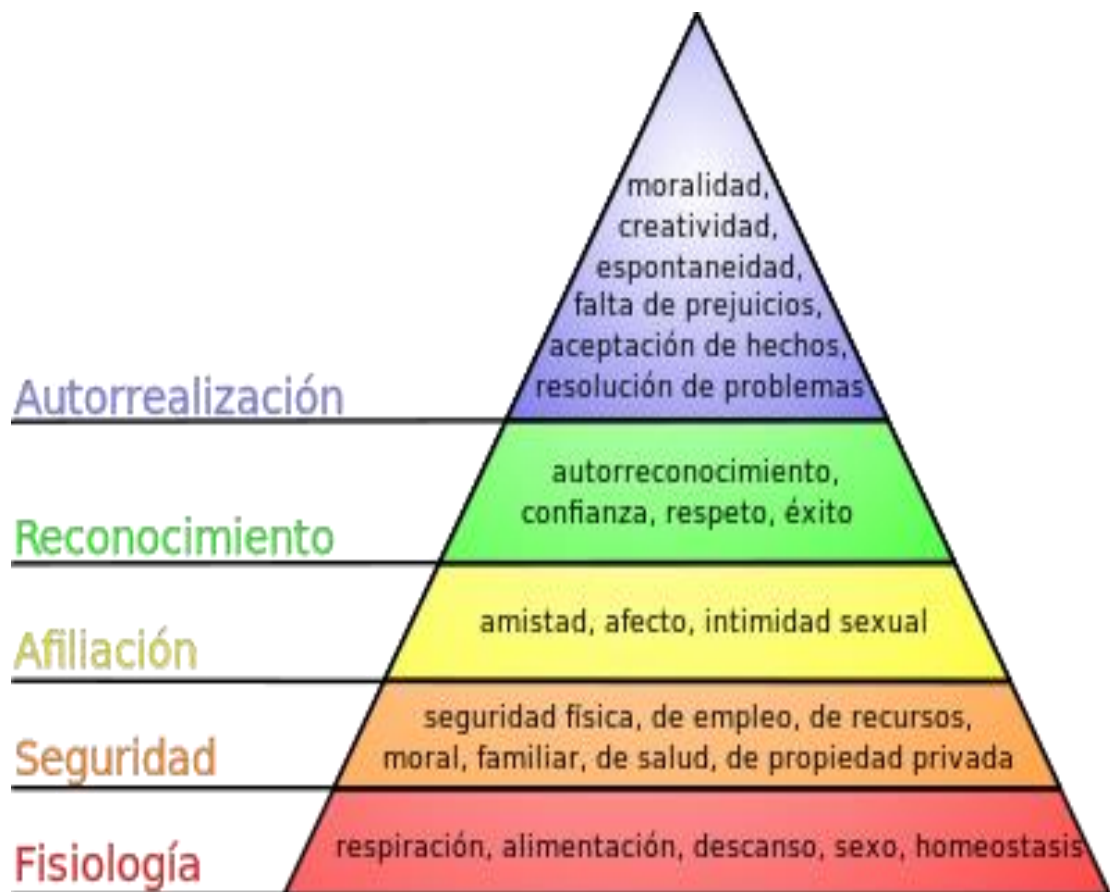 moralidad,
creatividad,
espontaneidad,
falta de prejuicios,
aceptación de hechos,
resolución de problemas
Autorrealización
autorreconocimiento,
confianza, respeto, éxito
Reconocimiento
amistad, afecto, intimidad sexual
Afiliación
seguridad física, de empleo, de recursos,
moral, familiar, de salud, de propiedad privada
Seguridad
respiración, alimentación, descanso, sexo, homeostasis
Fisiología